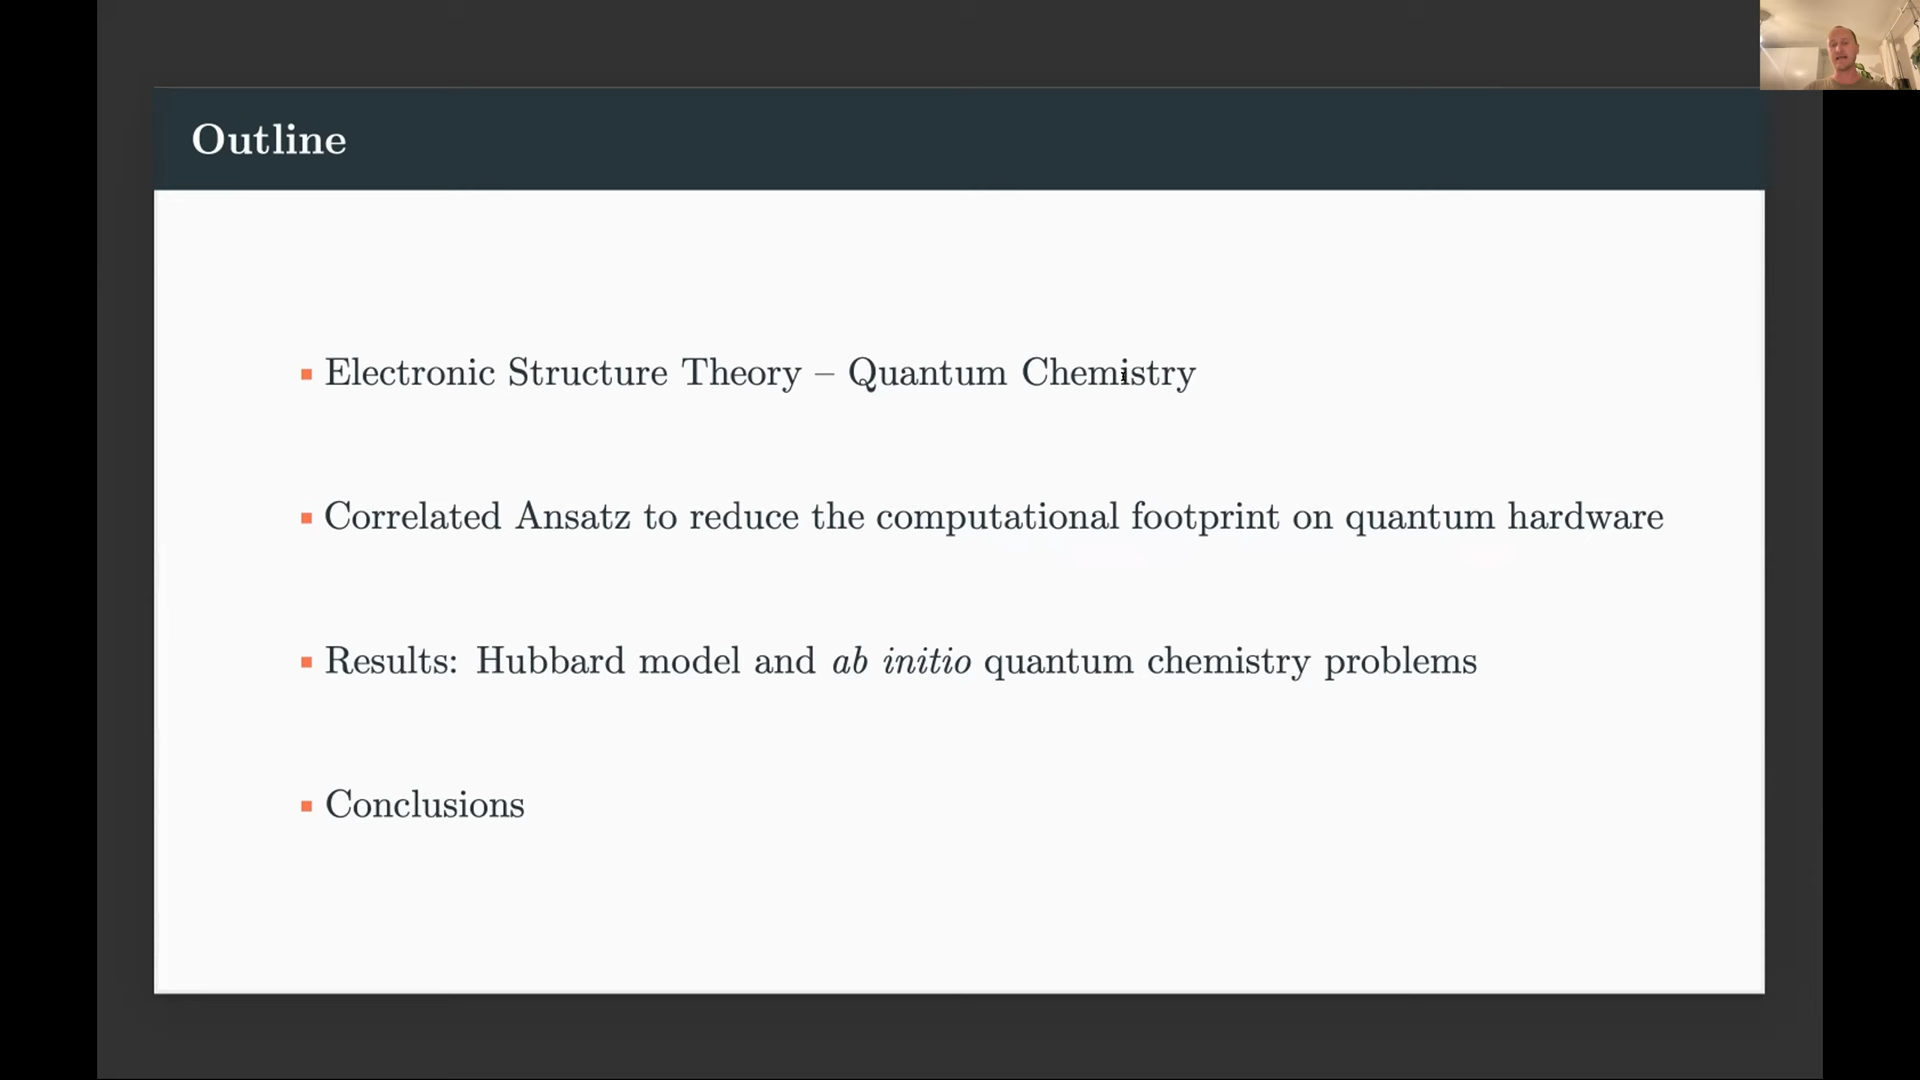 Outline
Electronic Structure Theory – Quantum Chemistry
Correlated Ansatz to reduce the computational footprint on quantum hardware
Results: Hubbard model and ab initio quantum chemistry problems
Conclusions